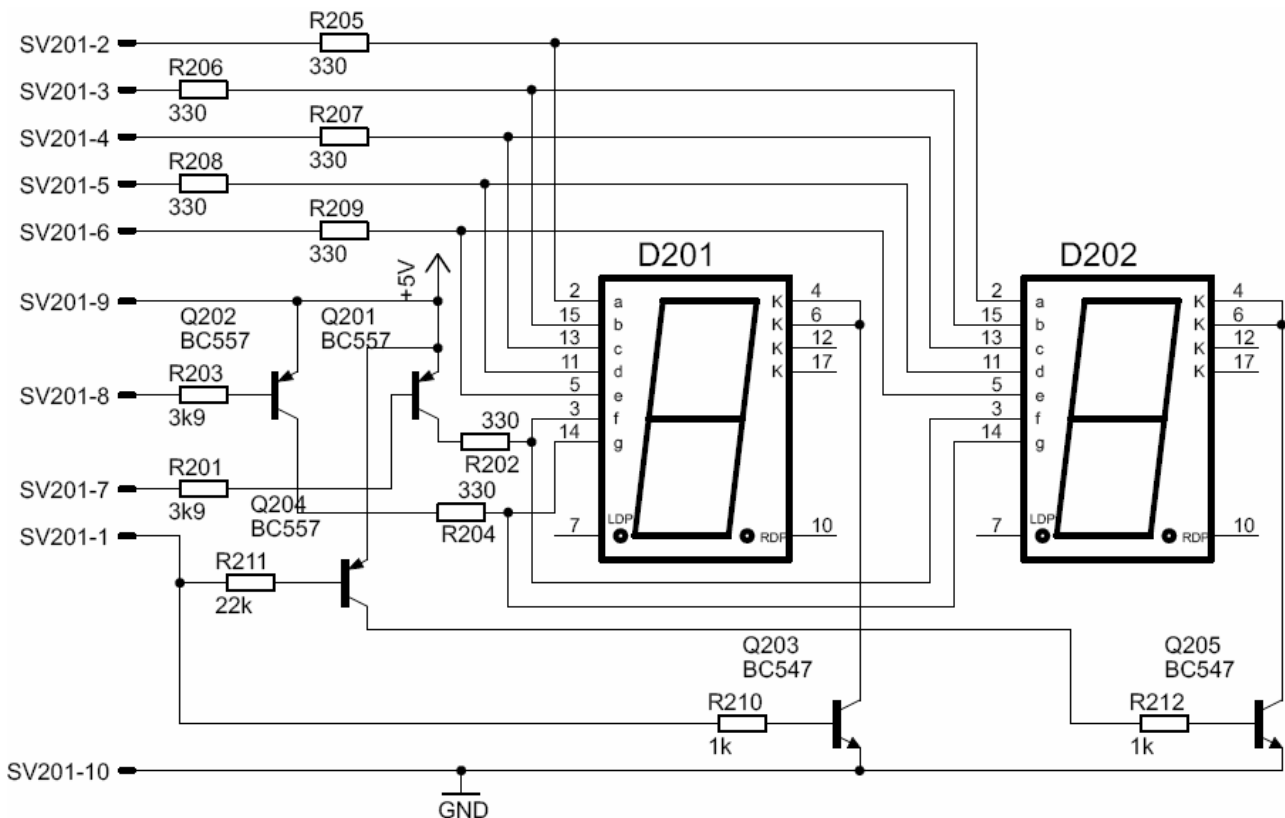 R205
SV201-2
330
R206
SV201-3
330
R207
SV201-4
330
R208
SV201-5
330
R209
SV201-6
330
+5V
SV201-9
Q202
BC557
Q201
BC557
R203
SV201-8
3k9
330
R202
R201
SV201-7
3k9
330
R204
Q204
BC557
SV201-1
R211
22k
D201
2 a K 4
15 b K 6
13 c K 12
11 d K 17
5 e
3 f
14 g
7 LDP RDP 10
D202
2 a K 4
15 b K 6
13 c K 12
11 d K 17
5 e
3 f
14 g
7 LDP RDP 10
Q203
BC547
R210
1k
Q205
BC547
R212
1k
SV201-10
GND